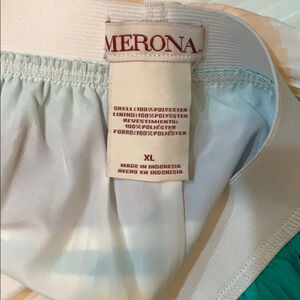 MERONA
SHELL: 100% POLYESTER
LINING: 100% POLYESTER
REVESTIMIENTO:
100% POLIÉSTER
FORRO: 100% POLIÉSTER
XL
MADE IN INDONESIA
HECHO EN INDONESIA